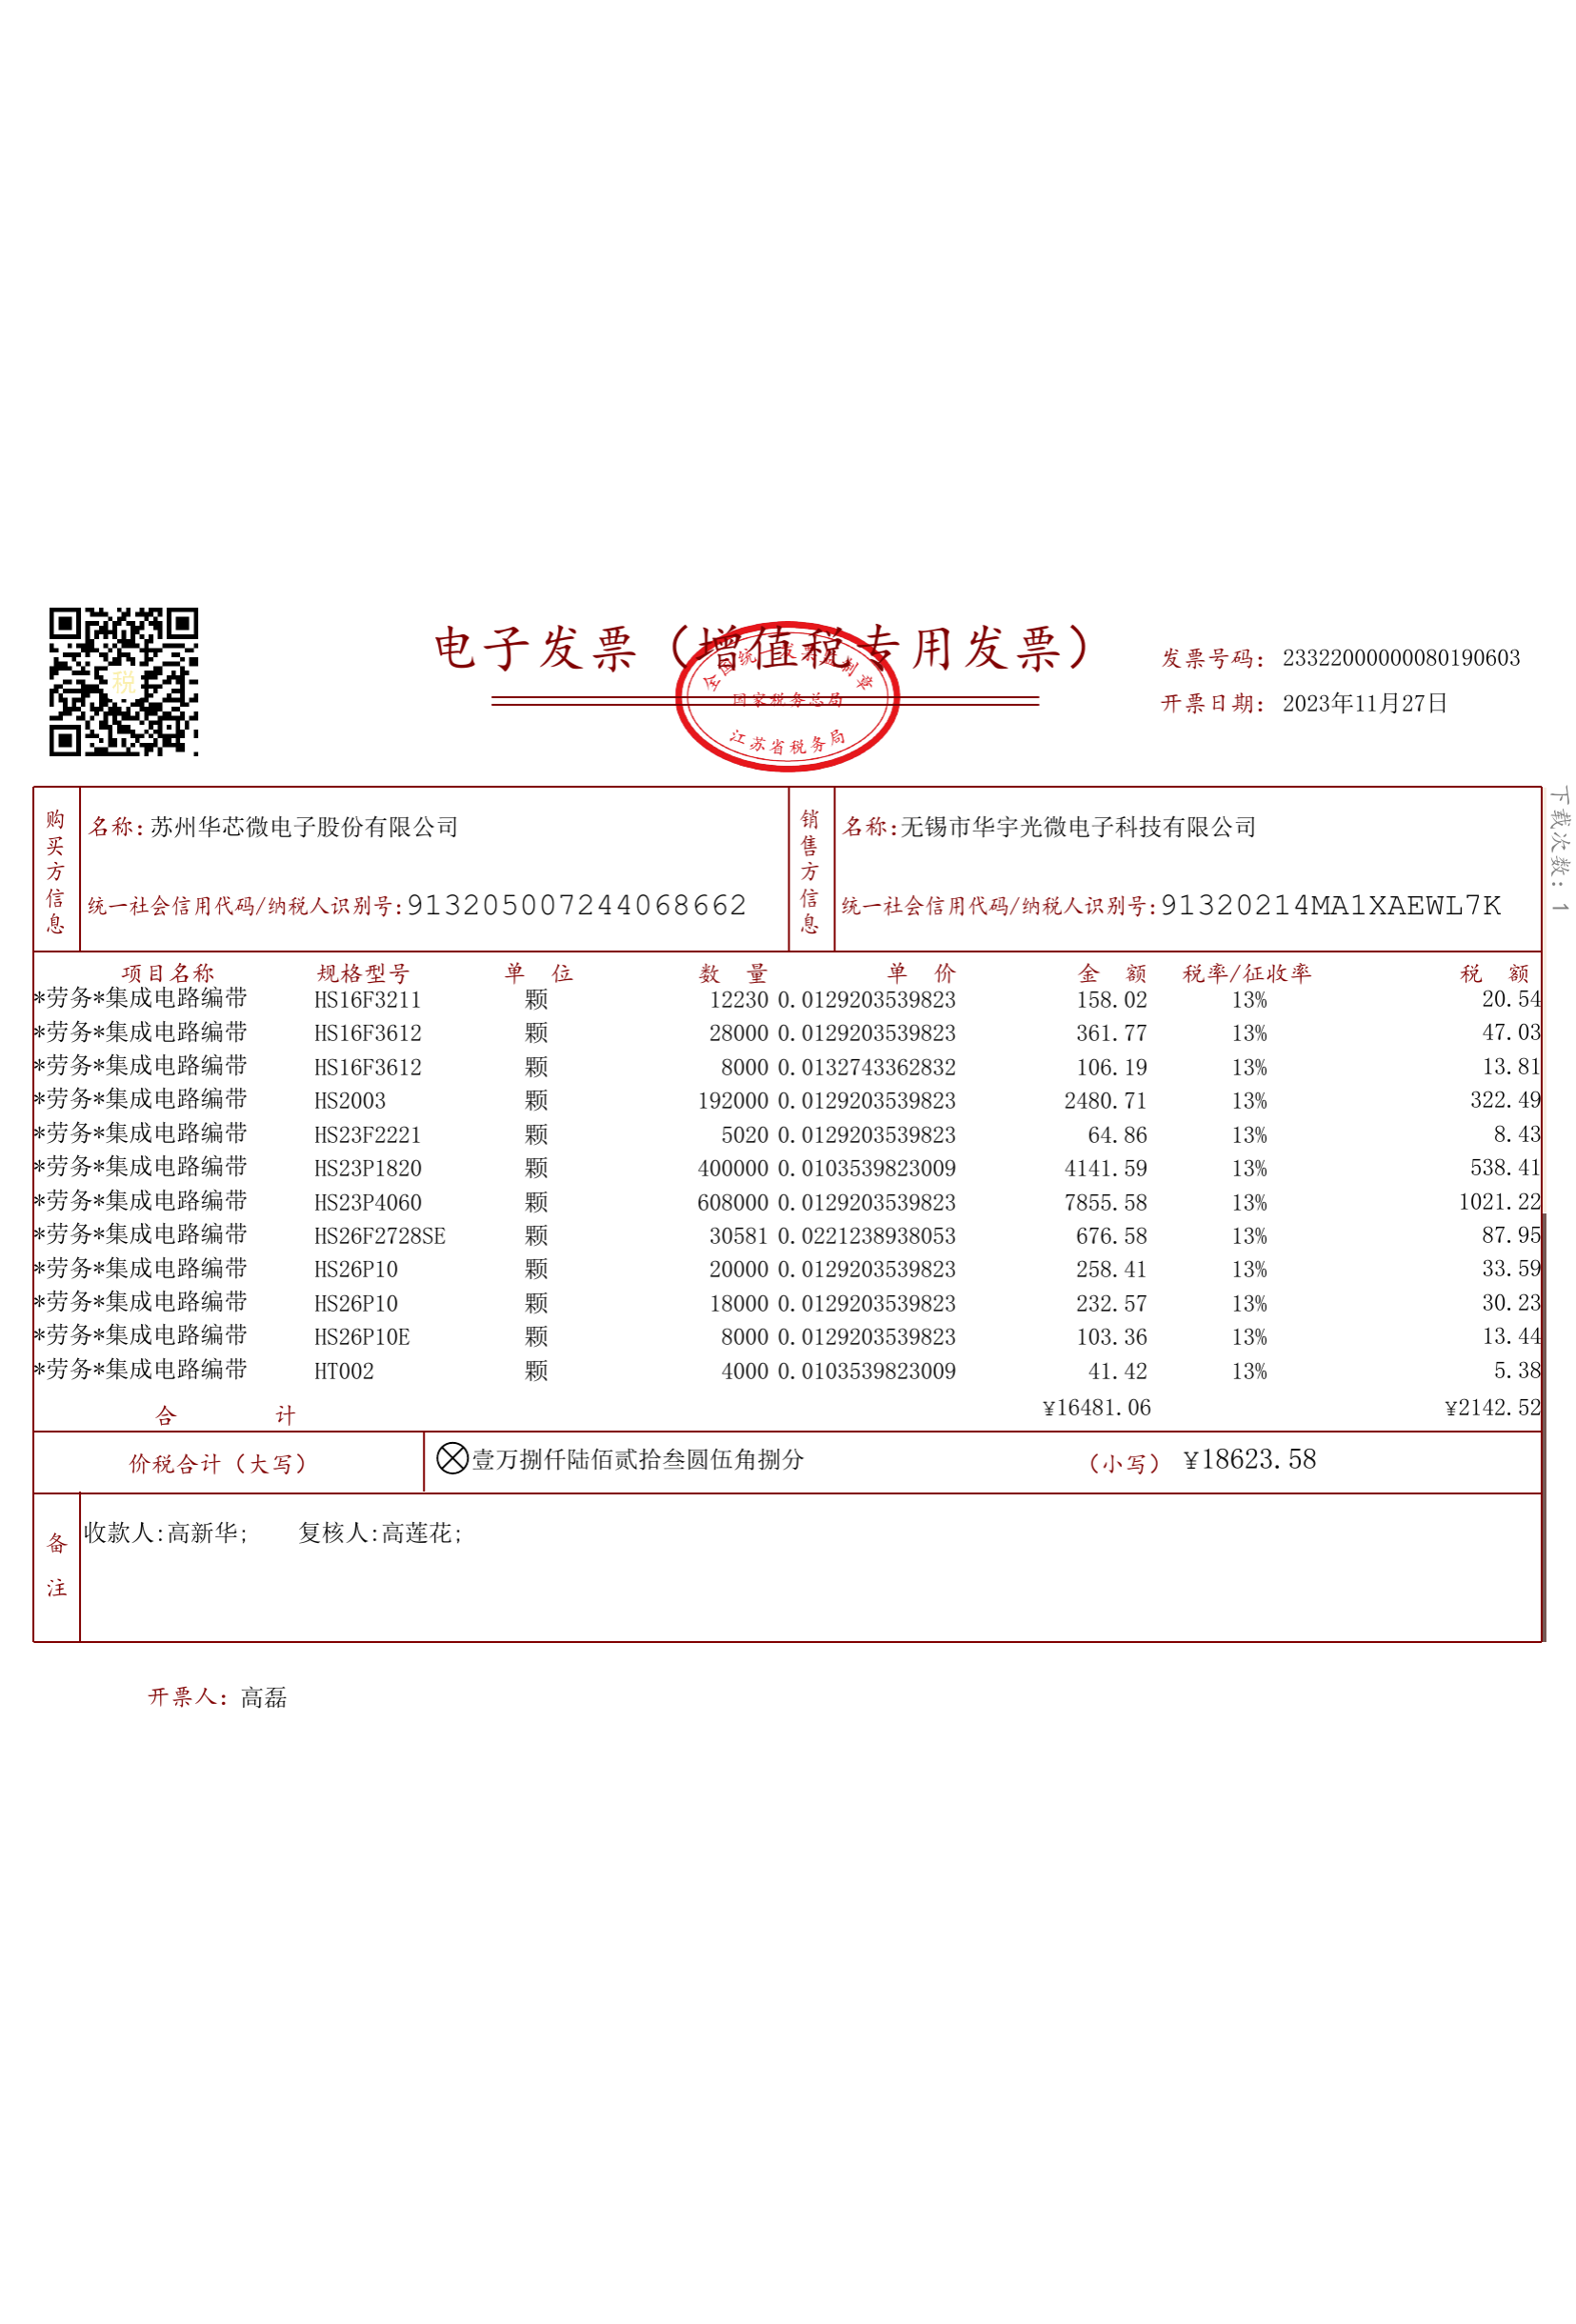 税
电子发票（增值税专用发票）
全国统一发票监制章
国家税务总局
江苏省税务局
发票号码：23322000000080190603
开票日期：2023年11月27日
下载次数：1
购买方信息
名称：苏州华芯微电子股份有限公司
统一社会信用代码/纳税人识别号：913205007244068662
销售方信息
名称：无锡市华宇光微电子科技有限公司
统一社会信用代码/纳税人识别号：91320214MA1XAEWL7K
项目名称 规格型号 单位 数量 单价 金额 税率/征收率 税额
*劳务*集成电路编带 HS16F3211 颗 12230 0.0129203539823 158.02 13% 20.54
*劳务*集成电路编带 HS16F3612 颗 28000 0.0129203539823 361.77 13% 47.03
*劳务*集成电路编带 HS16F3612 颗 8000 0.0132743362832 106.19 13% 13.81
*劳务*集成电路编带 HS2003 颗 192000 0.0129203539823 2480.71 13% 322.49
*劳务*集成电路编带 HS23F2221 颗 5020 0.0129203539823 64.86 13% 8.43
*劳务*集成电路编带 HS23P1820 颗 400000 0.0103539823009 4141.59 13% 538.41
*劳务*集成电路编带 HS23P4060 颗 608000 0.0129203539823 7855.58 13% 1021.22
*劳务*集成电路编带 HS26F2728SE 颗 30581 0.0221238938053 676.58 13% 87.95
*劳务*集成电路编带 HS26P10 颗 20000 0.0129203539823 258.41 13% 33.59
*劳务*集成电路编带 HS26P10 颗 18000 0.0129203539823 232.57 13% 30.23
*劳务*集成电路编带 HS26P10E 颗 8000 0.0129203539823 103.36 13% 13.44
*劳务*集成电路编带 HT002 颗 4000 0.0103539823009 41.42 13% 5.38
合计 ¥16481.06 ¥2142.52
价税合计（大写） 壹万捌仟陆佰贰拾叁圆伍角捌分 （小写） ¥18623.58
备注
收款人:高新华; 复核人:高莲花;
开票人：高磊